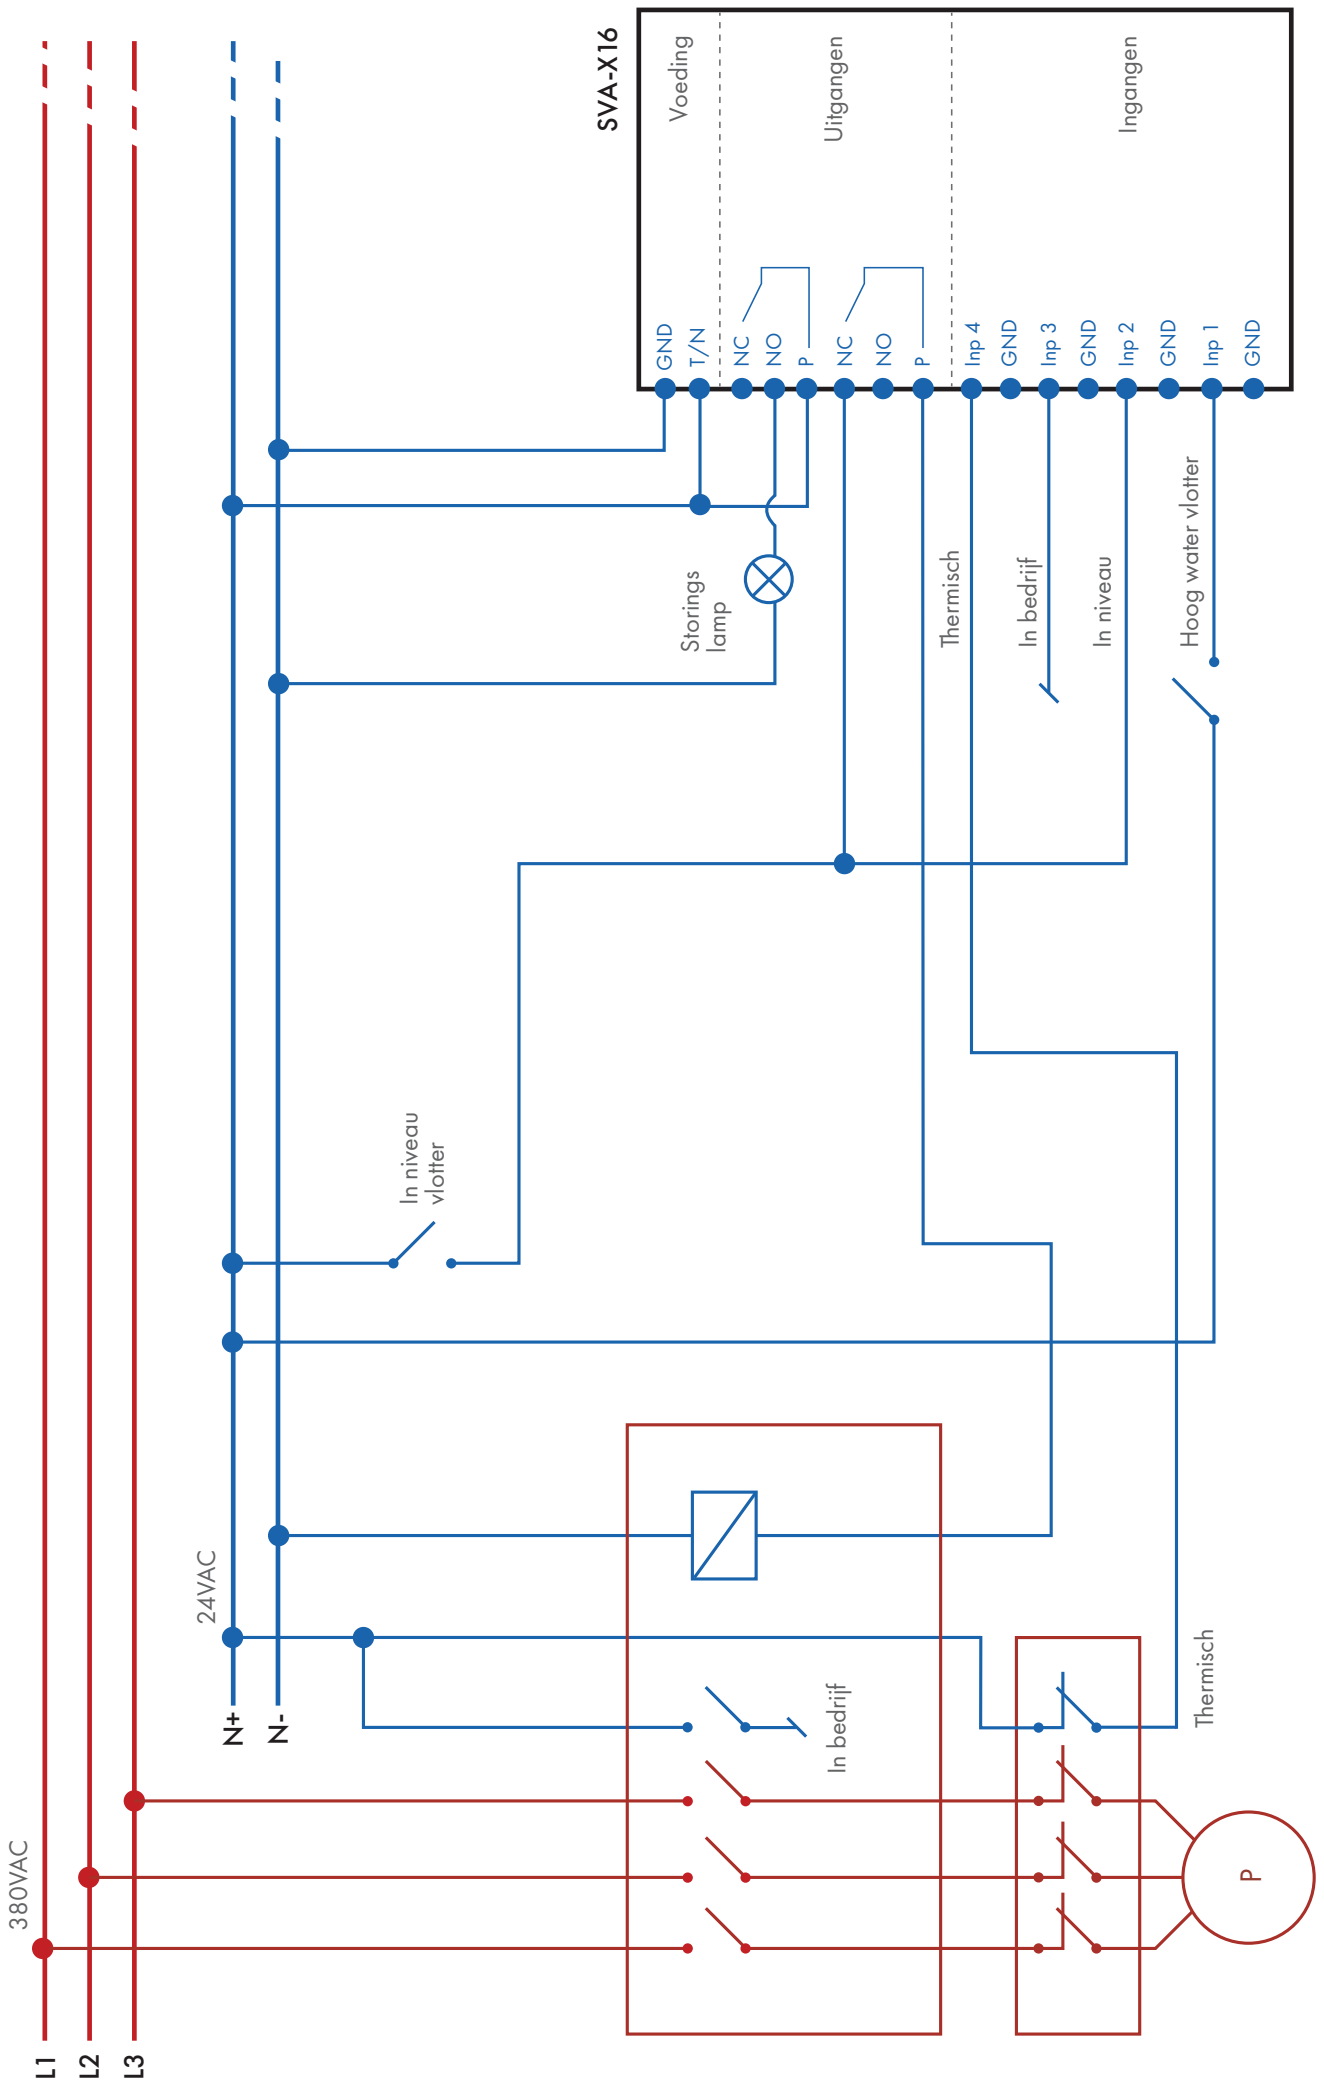 L1
L2
L3
380VAC
N+
N-
24VAC
In niveau
vlotter
Storings
lamp
SVA-X16
Voeding
Uitgangen
Ingangen
GND
T/N
NC
NO
P
NC
NO
P
Inp 4
GND
Inp 3
GND
Inp 2
GND
Inp 1
GND
Thermisch
In bedrijf
In niveau
Hoog water vlotter
In bedrijf
Thermisch
P